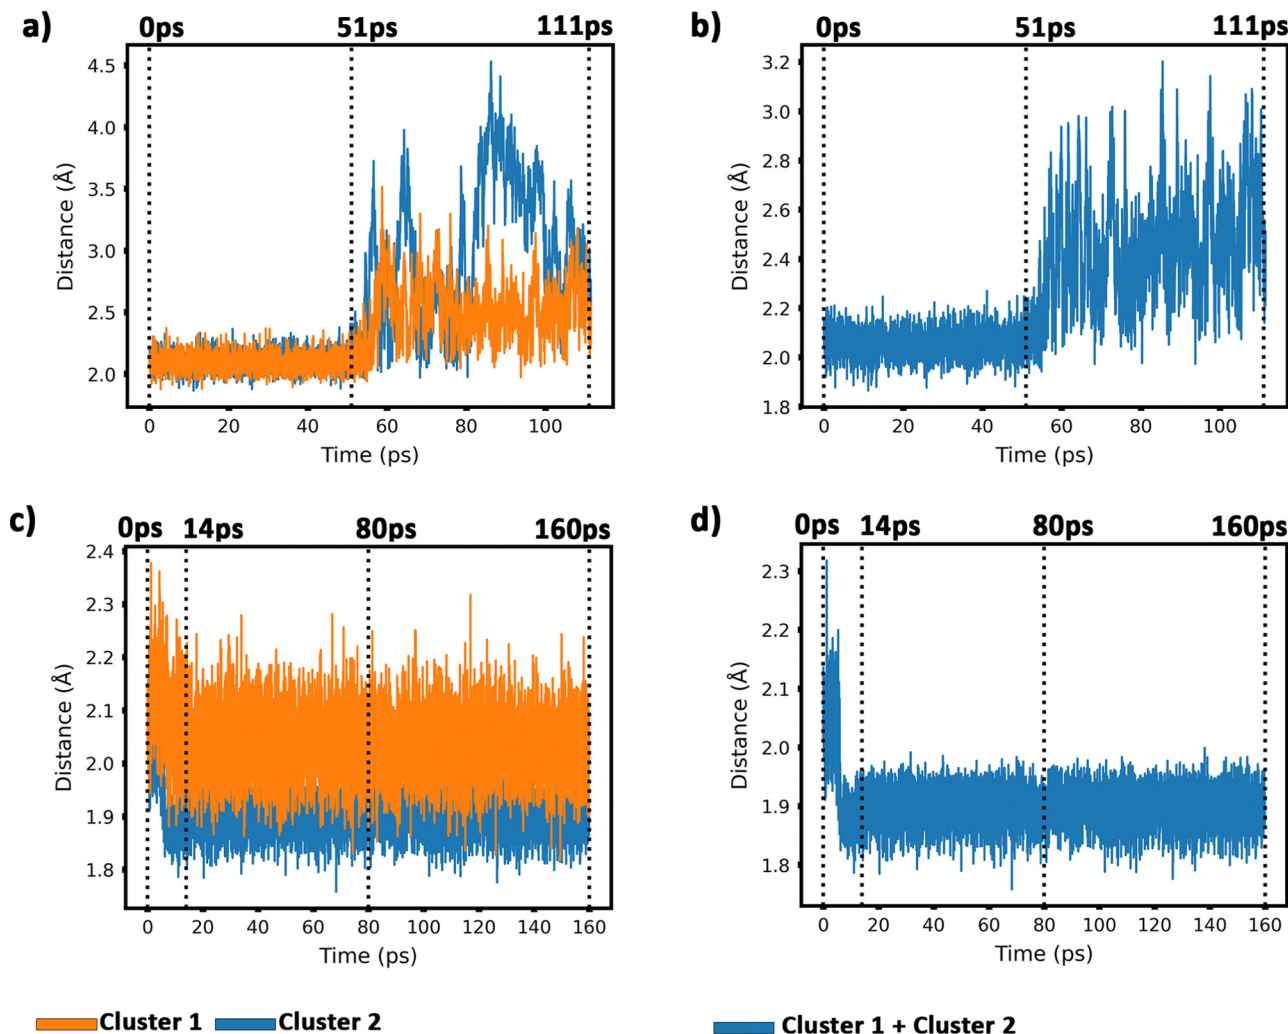 a)
0ps 51ps 111ps
4.5
4.0
3.5
3.0
2.5
2.0
Distance (Å)
0 20 40 60 80 100
Time (ps)
b)
0ps 51ps 111ps
3.2
3.0
2.8
2.6
2.4
2.2
2.0
1.8
Distance (Å)
0 20 40 60 80 100
Time (ps)
c)
0ps 14ps 80ps 160ps
2.4
2.3
2.2
2.1
2.0
1.9
1.8
Distance (Å)
0 20 40 60 80 100 120 140 160
Time (ps)
d)
0ps 14ps 80ps 160ps
2.3
2.2
2.1
2.0
1.9
1.8
Distance (Å)
0 20 40 60 80 100 120 140 160
Time (ps)
Cluster 1 Cluster 2
Cluster 1 + Cluster 2